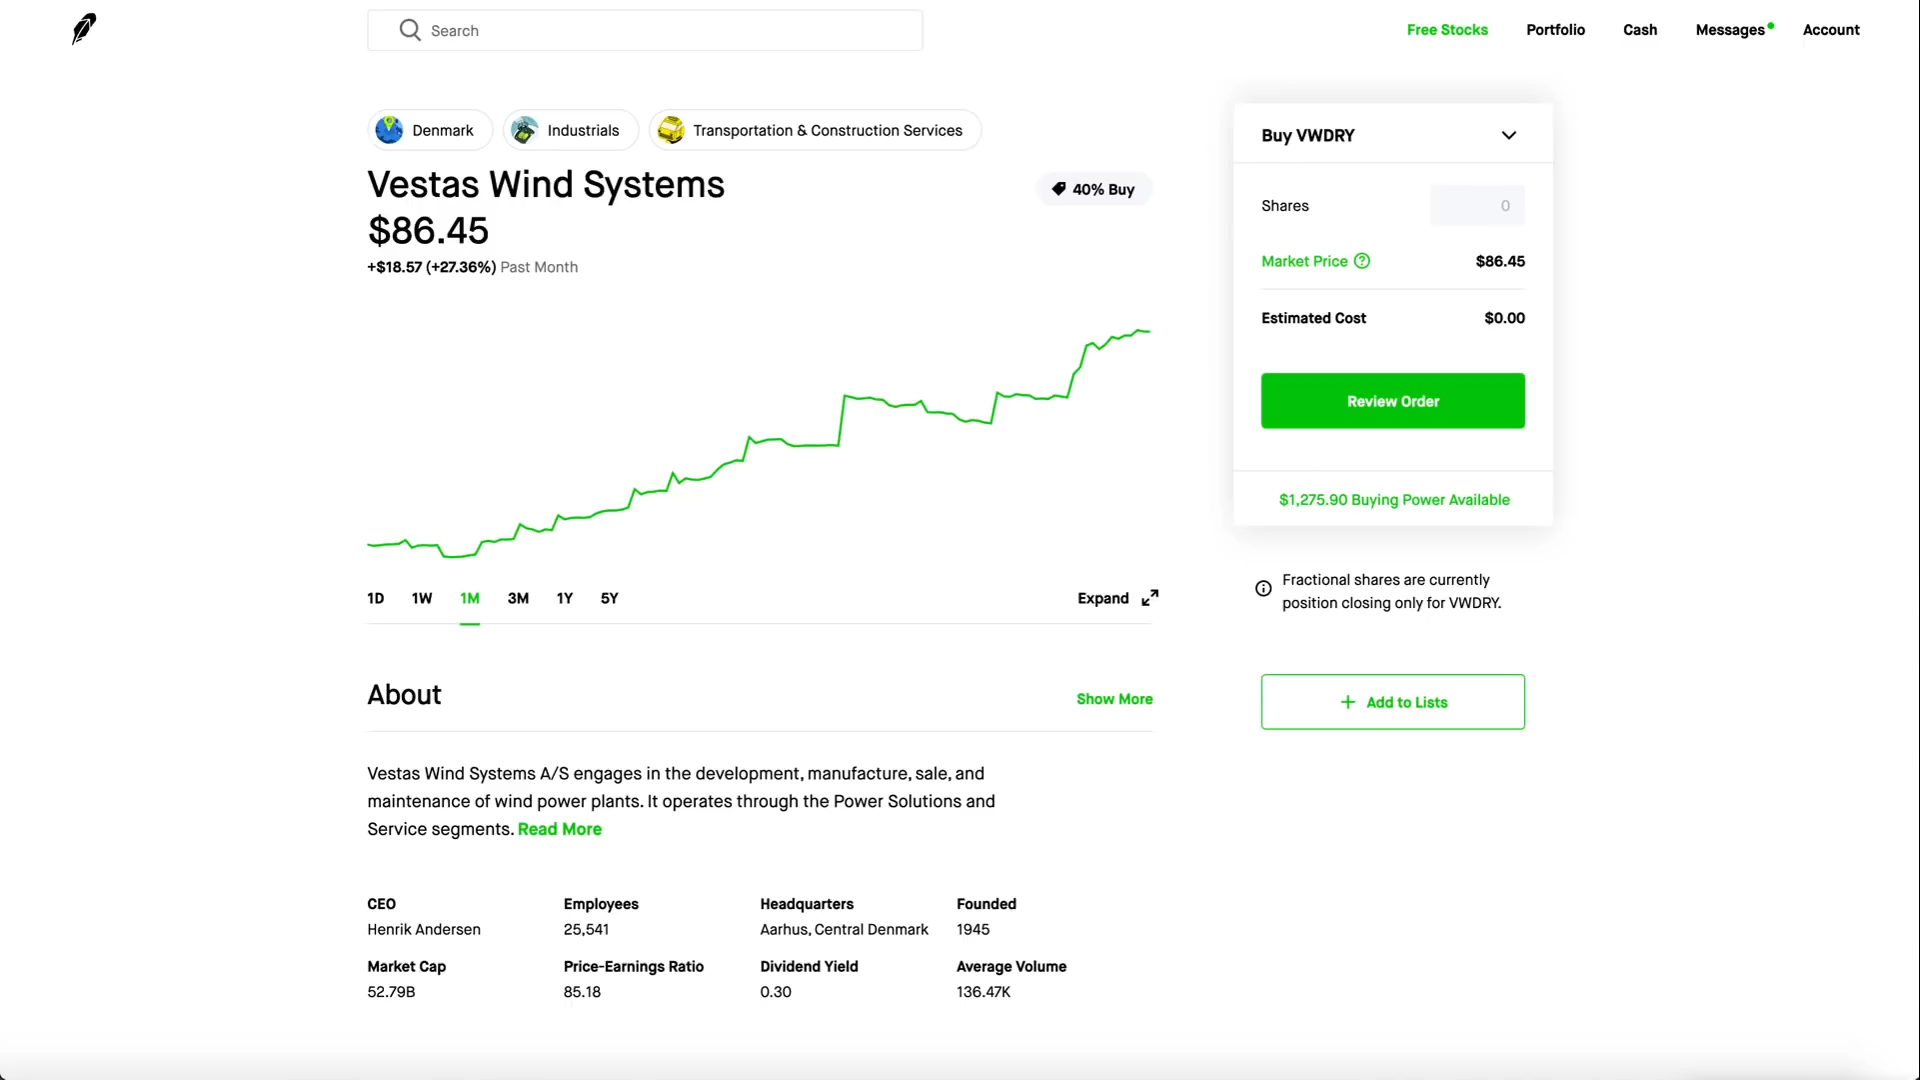 Search
Free Stocks
Portfolio
Cash
Messages
Account
Denmark
Industrials
Transportation & Construction Services
Vestas Wind Systems
$86.45
+$18.57 (+27.36%) Past Month
40% Buy
1D
1W
1M
3M
1Y
5Y
Expand
About
Show More
Vestas Wind Systems A/S engages in the development, manufacture, sale, and
maintenance of wind power plants. It operates through the Power Solutions and
Service segments. Read More
CEO
Henrik Andersen
Employees
25,541
Headquarters
Aarhus, Central Denmark
Founded
1945
Market Cap
52.79B
Price-Earnings Ratio
85.18
Dividend Yield
0.30
Average Volume
136.47K
Buy VWDRY
Shares
0
Market Price ?
$86.45
Estimated Cost
$0.00
Review Order
$1,275.90 Buying Power Available
Fractional shares are currently
position closing only for VWDRY.
+ Add to Lists